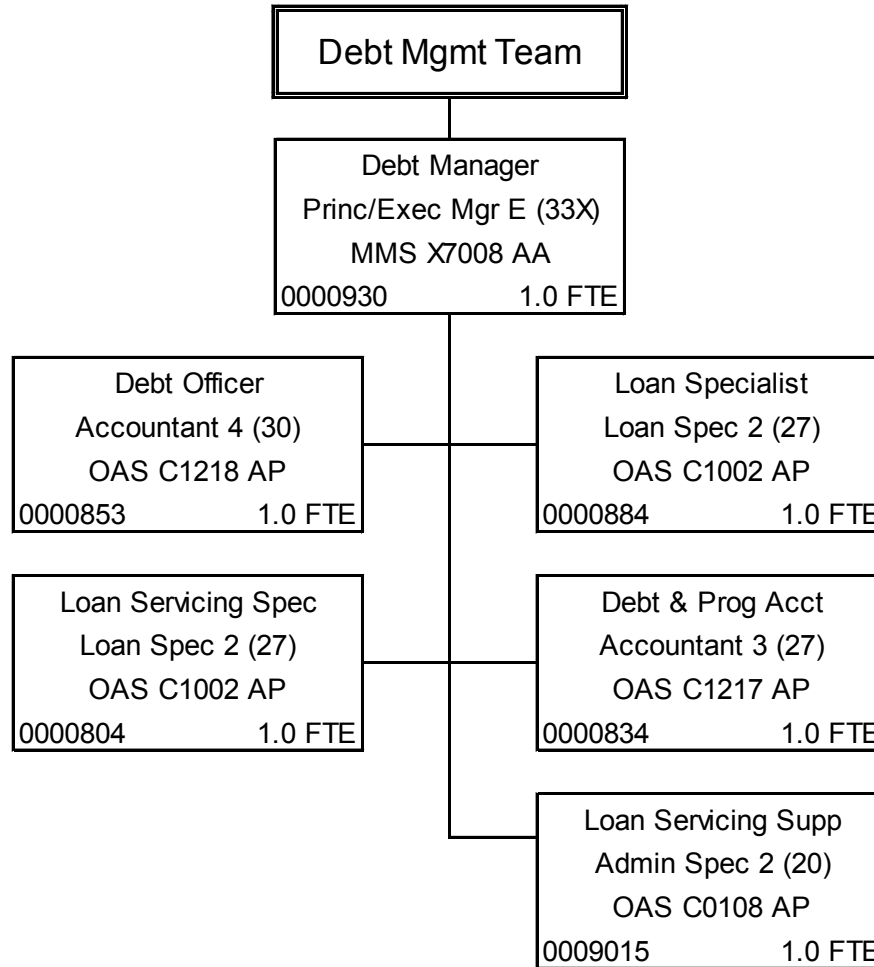 Debt Mgmt Team
Debt Manager
Princ/Exec Mgr E (33X)
MMS X7008 AA
0000930 1.0 FTE
Debt Officer
Accountant 4 (30)
OAS C1218 AP
0000853 1.0 FTE
Loan Specialist
Loan Spec 2 (27)
OAS C1002 AP
0000884 1.0 FTE
Loan Servicing Spec
Loan Spec 2 (27)
OAS C1002 AP
0000804 1.0 FTE
Debt & Prog Acct
Accountant 3 (27)
OAS C1217 AP
0000834 1.0 FTE
Loan Servicing Supp
Admin Spec 2 (20)
OAS C0108 AP
0009015 1.0 FTE